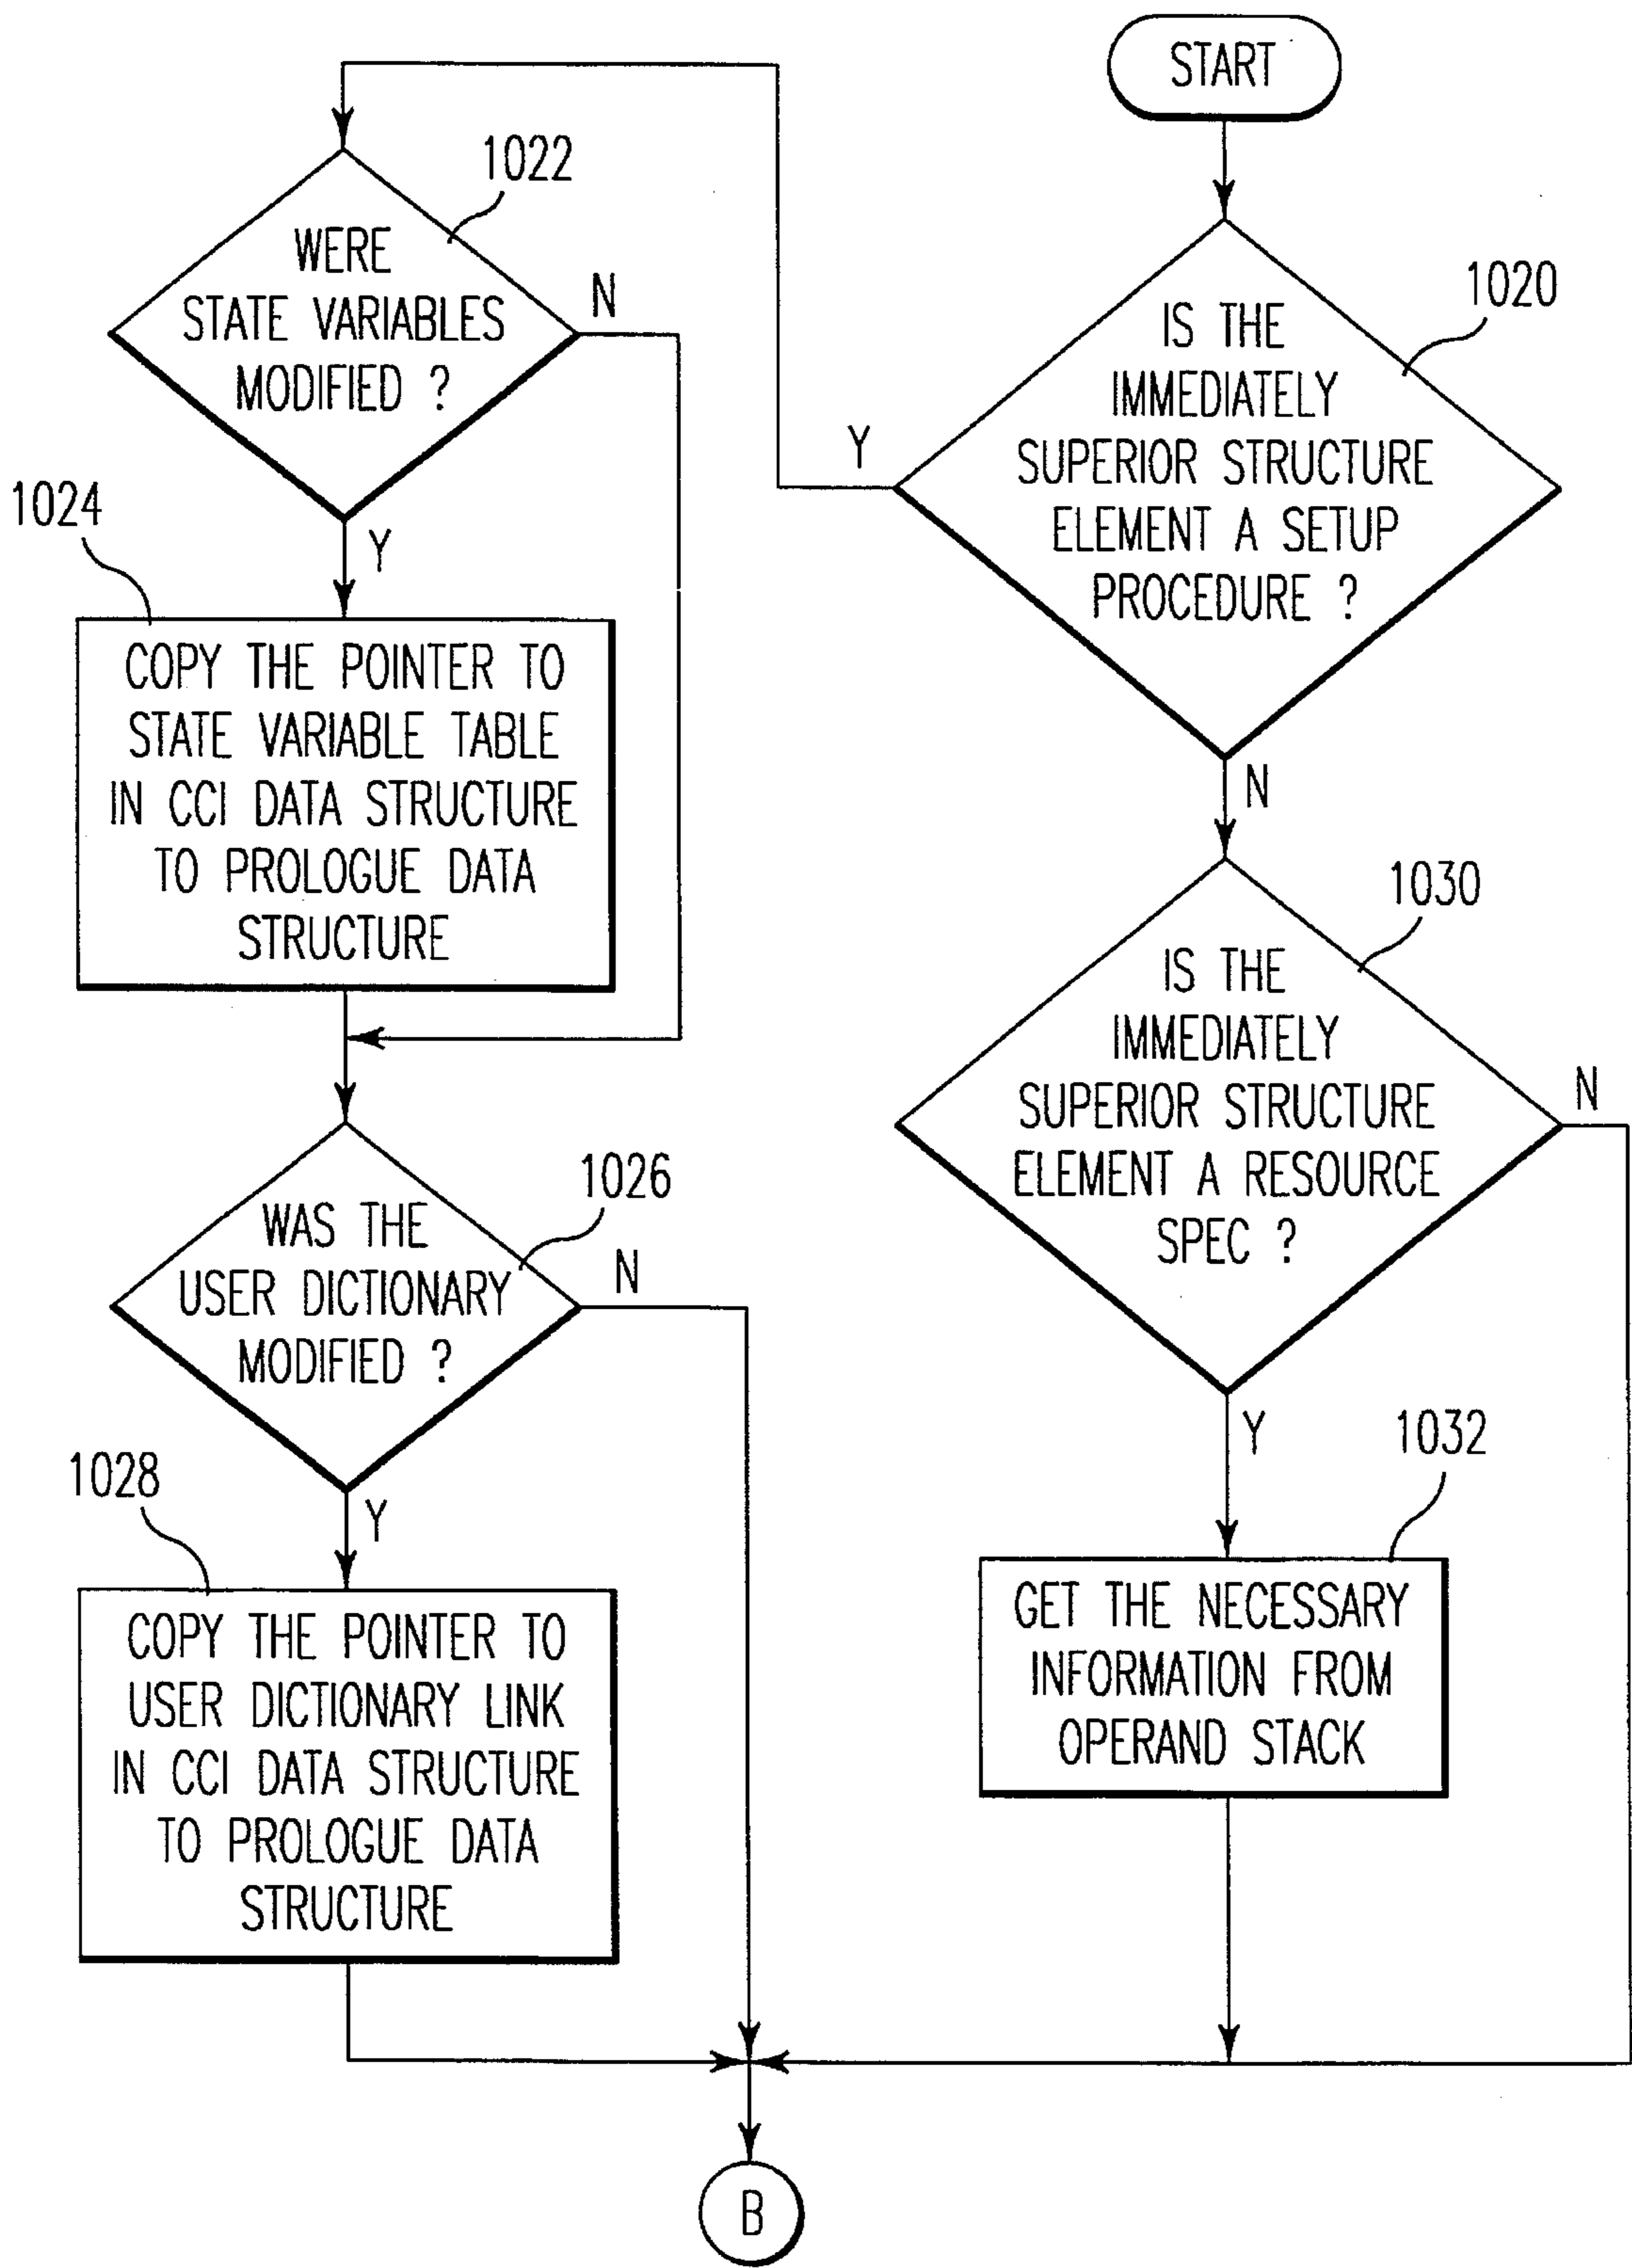 START
1020
IS THE
IMMEDIATELY
SUPERIOR STRUCTURE
ELEMENT A SETUP
PROCEDURE ?
Y
N
1022
WERE
STATE VARIABLES
MODIFIED ?
N
Y
1024
COPY THE POINTER TO
STATE VARIABLE TABLE
IN CCI DATA STRUCTURE
TO PROLOGUE DATA
STRUCTURE
1026
WAS THE
USER DICTIONARY
MODIFIED ?
N
Y
1028
COPY THE POINTER TO
USER DICTIONARY LINK
IN CCI DATA STRUCTURE
TO PROLOGUE DATA
STRUCTURE
1030
IS THE
IMMEDIATELY
SUPERIOR STRUCTURE
ELEMENT A RESOURCE
SPEC ?
N
Y
1032
GET THE NECESSARY
INFORMATION FROM
OPERAND STACK
B